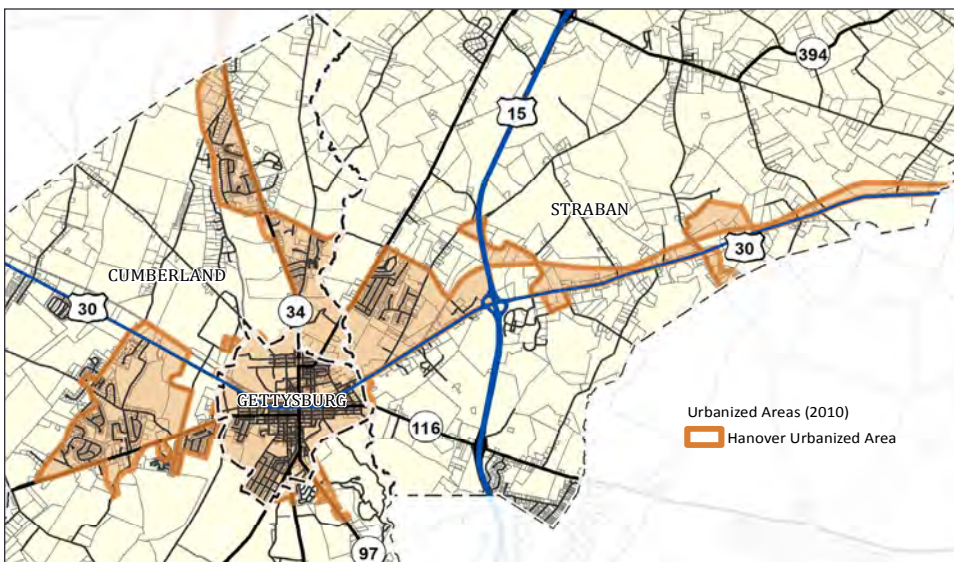 394
15
STRABAN
30
CUMBERLAND
30
34
GETTYSBURG
116
97
Urbanized Areas (2010)
Hanover Urbanized Area